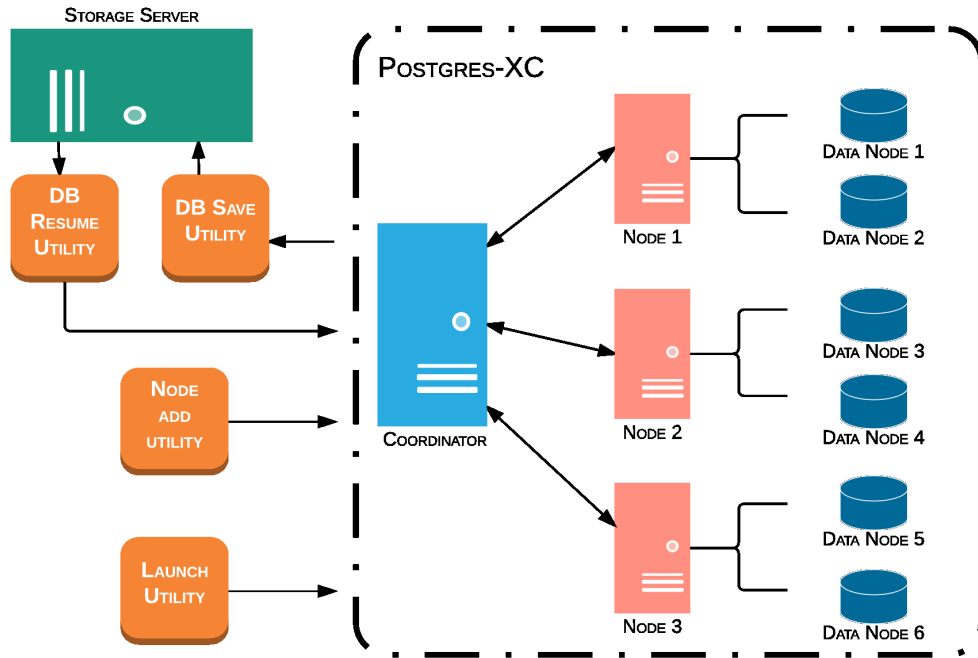 Storage Server
Postgres-XC
DB
Resume
Utility
DB Save
Utility
Node
add
utility
Launch
Utility
Coordinator
Node 1
Node 2
Node 3
Data Node 1
Data Node 2
Data Node 3
Data Node 4
Data Node 5
Data Node 6